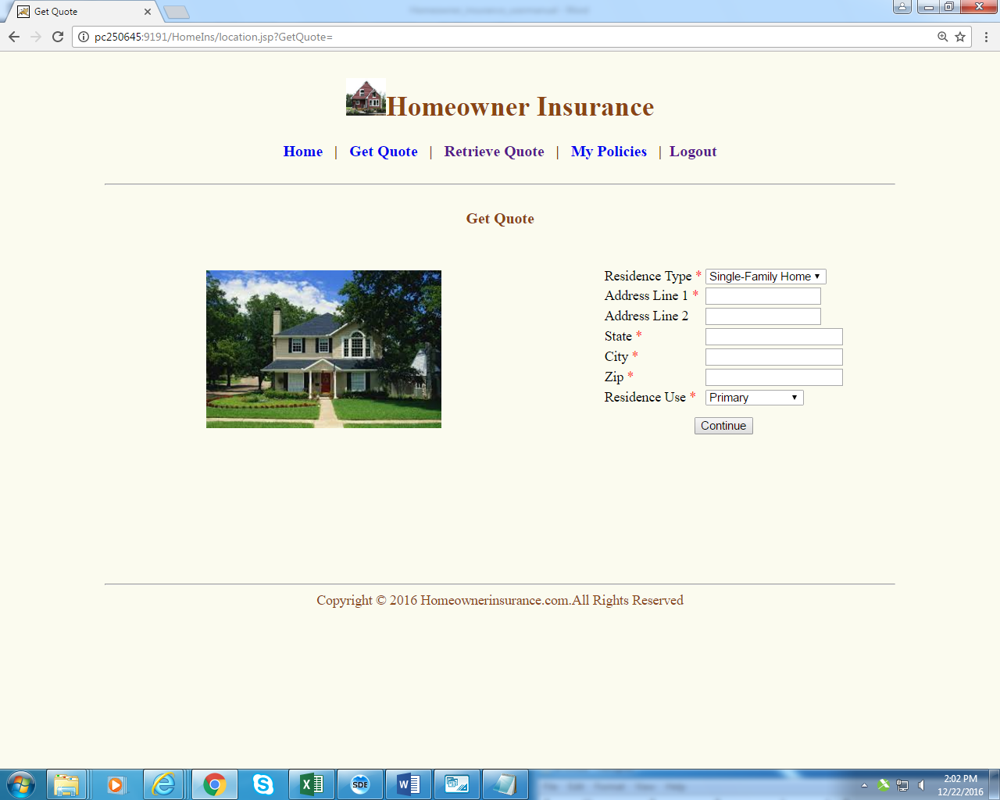 Get Quote
pc250645:9191/HomeIns/location.jsp?GetQuote=
Homeowner Insurance
Home | Get Quote | Retrieve Quote | My Policies | Logout
Get Quote
Residence Type * Single-Family Home
Address Line 1 *
Address Line 2
State *
City *
Zip *
Residence Use * Primary
Continue
Copyright © 2016 Homeownerinsurance.com.All Rights Reserved
SDE
2:02 PM
12/22/2016